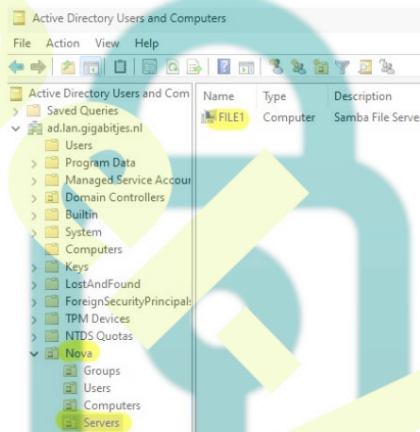 Active Directory Users and Computers
File Action View Help
Active Directory Users and Com
Name Type Description
Saved Queries
FILE1 Computer Samba File Serve
ad.lan.gigabitjes.nl
Users
Program Data
Managed Service Accour
Domain Controllers
Builtin
System
Computers
Keys
LostAndFound
ForeignSecurityPrincipals
TPM Devices
NTDS Quotas
Nova
Groups
Users
Computers
Servers